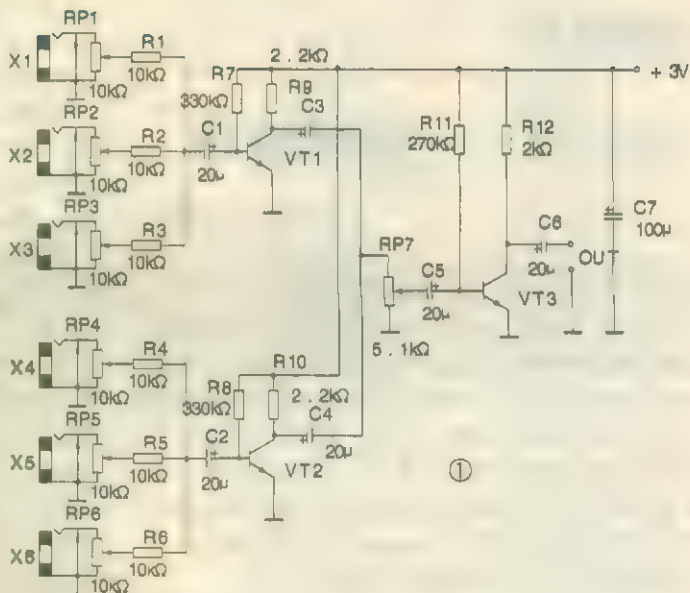 RP1
X1
R1
10kΩ
10kΩ
RP2
X2
R2
10kΩ
10kΩ
RP3
X3
R3
10kΩ
10kΩ
RP4
X4
R4
10kΩ
10kΩ
RP5
X5
R5
10kΩ
10kΩ
RP6
X6
R6
10kΩ
10kΩ
2.2kΩ
R7
330kΩ
R9
C3
C1
20μ
VT1
R8
330kΩ
R10
2.2kΩ
C2
20μ
C4
20μ
VT2
RP7
5.1kΩ
C5
20μ
R11
270kΩ
R12
2kΩ
VT3
C6
20μ
OUT
C7
100μ
+ 3V
①